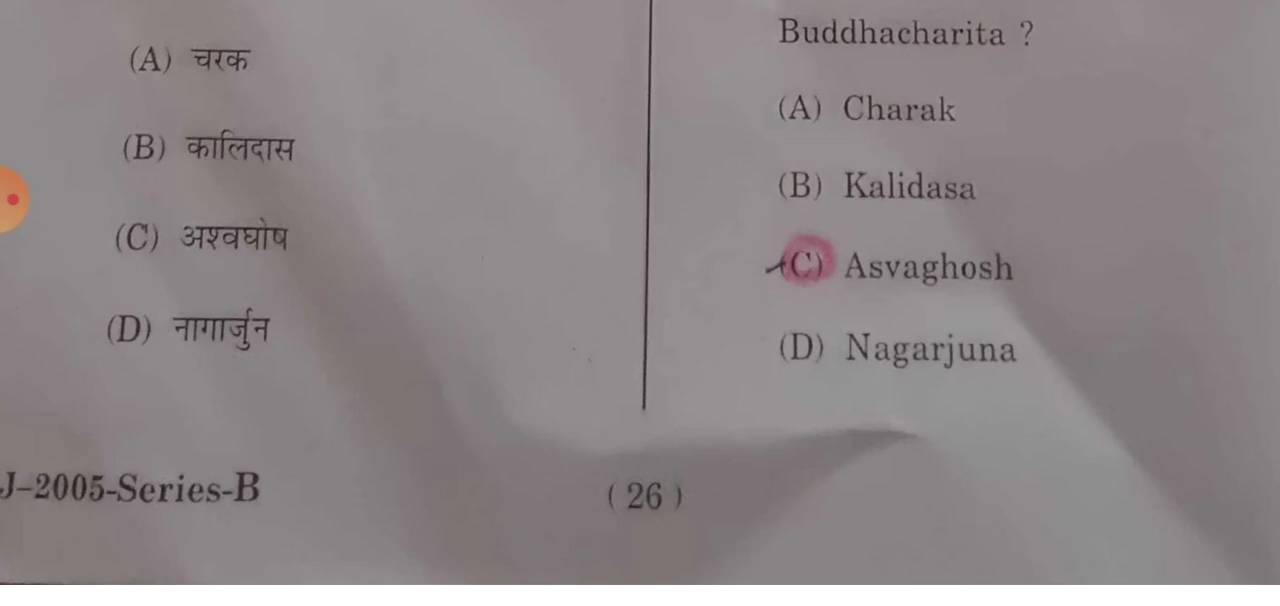 (A) चरक
(B) कालिदास
(C) अश्वघोष
(D) नागार्जुन
Buddhacharita ?
(A) Charak
(B) Kalidasa
(C) Asvaghosh
(D) Nagarjuna
J-2005-Series-B
( 26 )